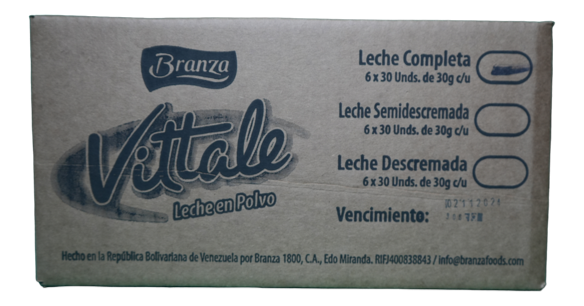 Branza
Vittale
Leche en Polvo
Leche Completa
6 x 30 Unds. de 30g c/u
Leche Semidescremada
6 x 30 Unds. de 30g c/u
Leche Descremada
6 x 30 Unds. de 30g c/u
Vencimiento:
Hecho en la República Bolivariana de Venezuela por Branza 1800, C.A., Edo Miranda. RIFJ400838843 / info@branzafoods.com